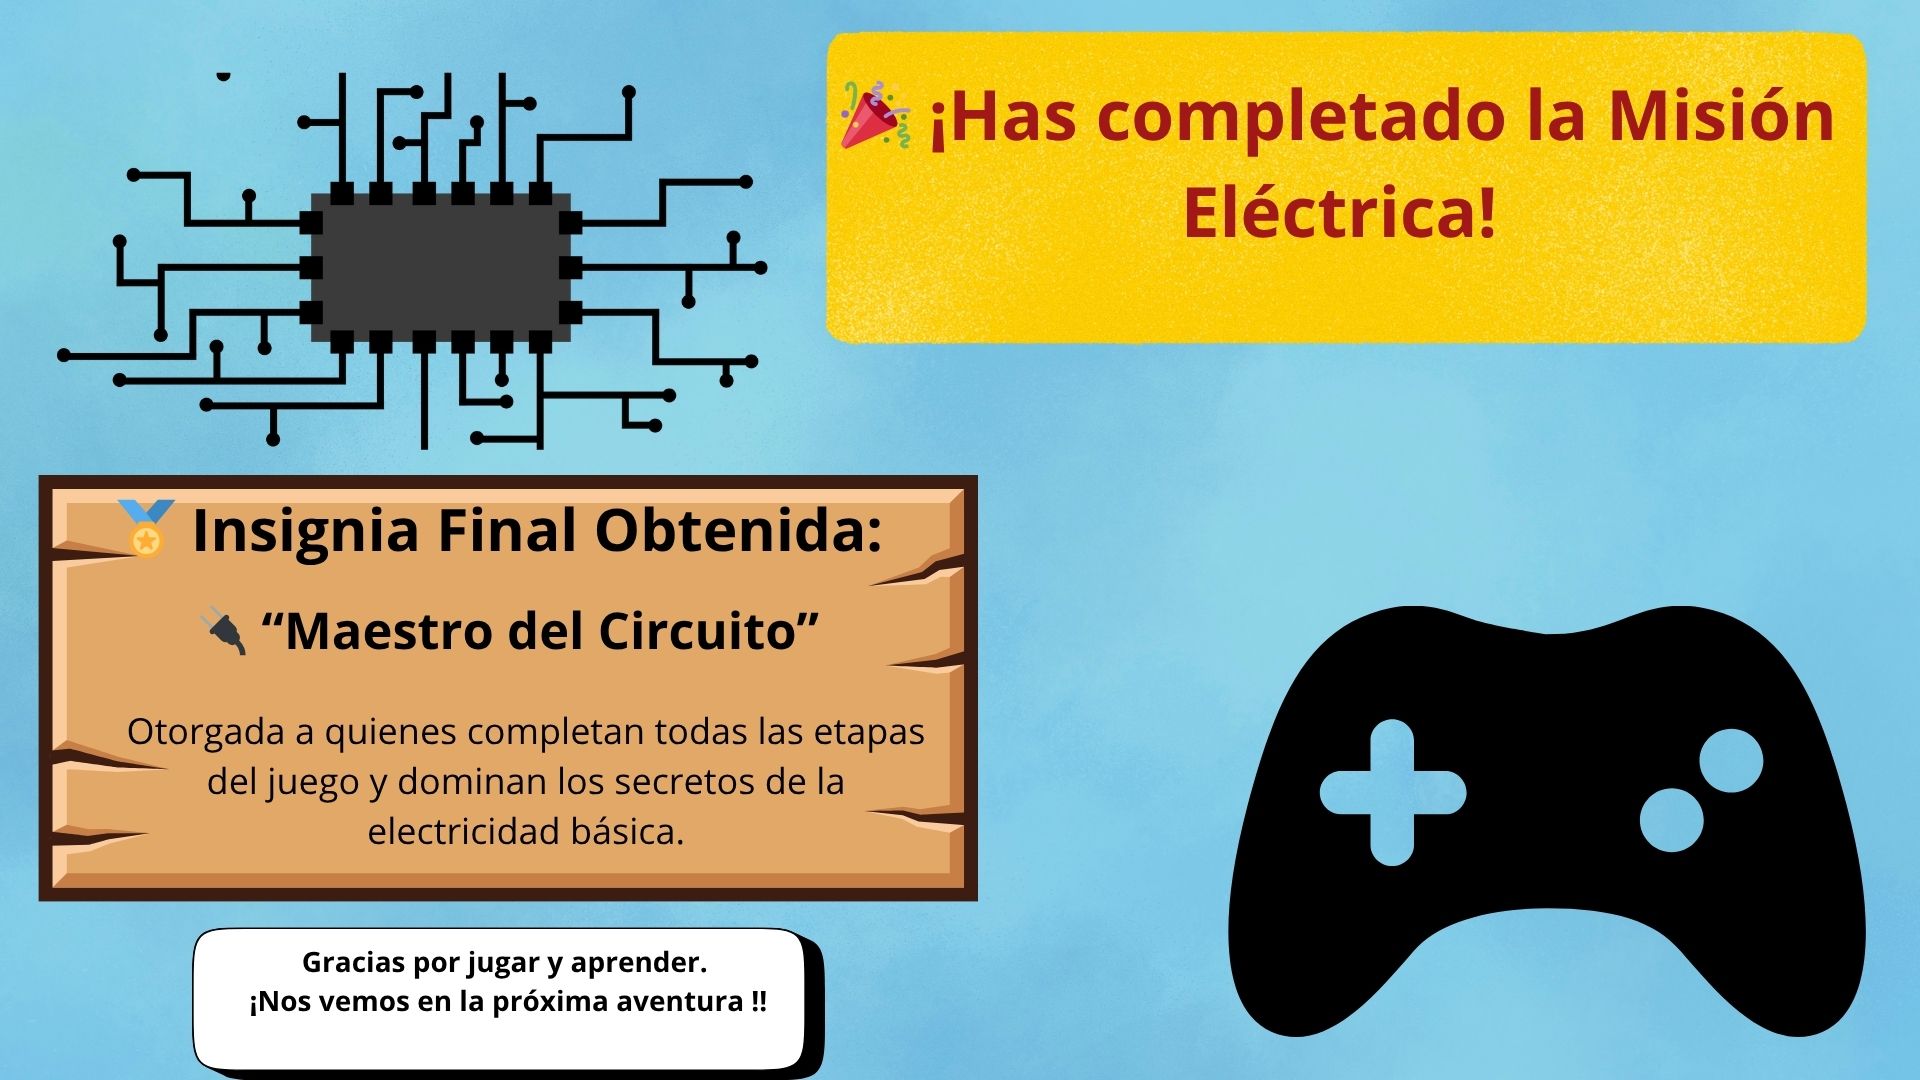 🎉 ¡Has completado la Misión
Eléctrica!
🏅 Insignia Final Obtenida:
🔌 “Maestro del Circuito”
Otorgada a quienes completan todas las etapas
del juego y dominan los secretos de la
electricidad básica.
Gracias por jugar y aprender.
¡Nos vemos en la próxima aventura !!